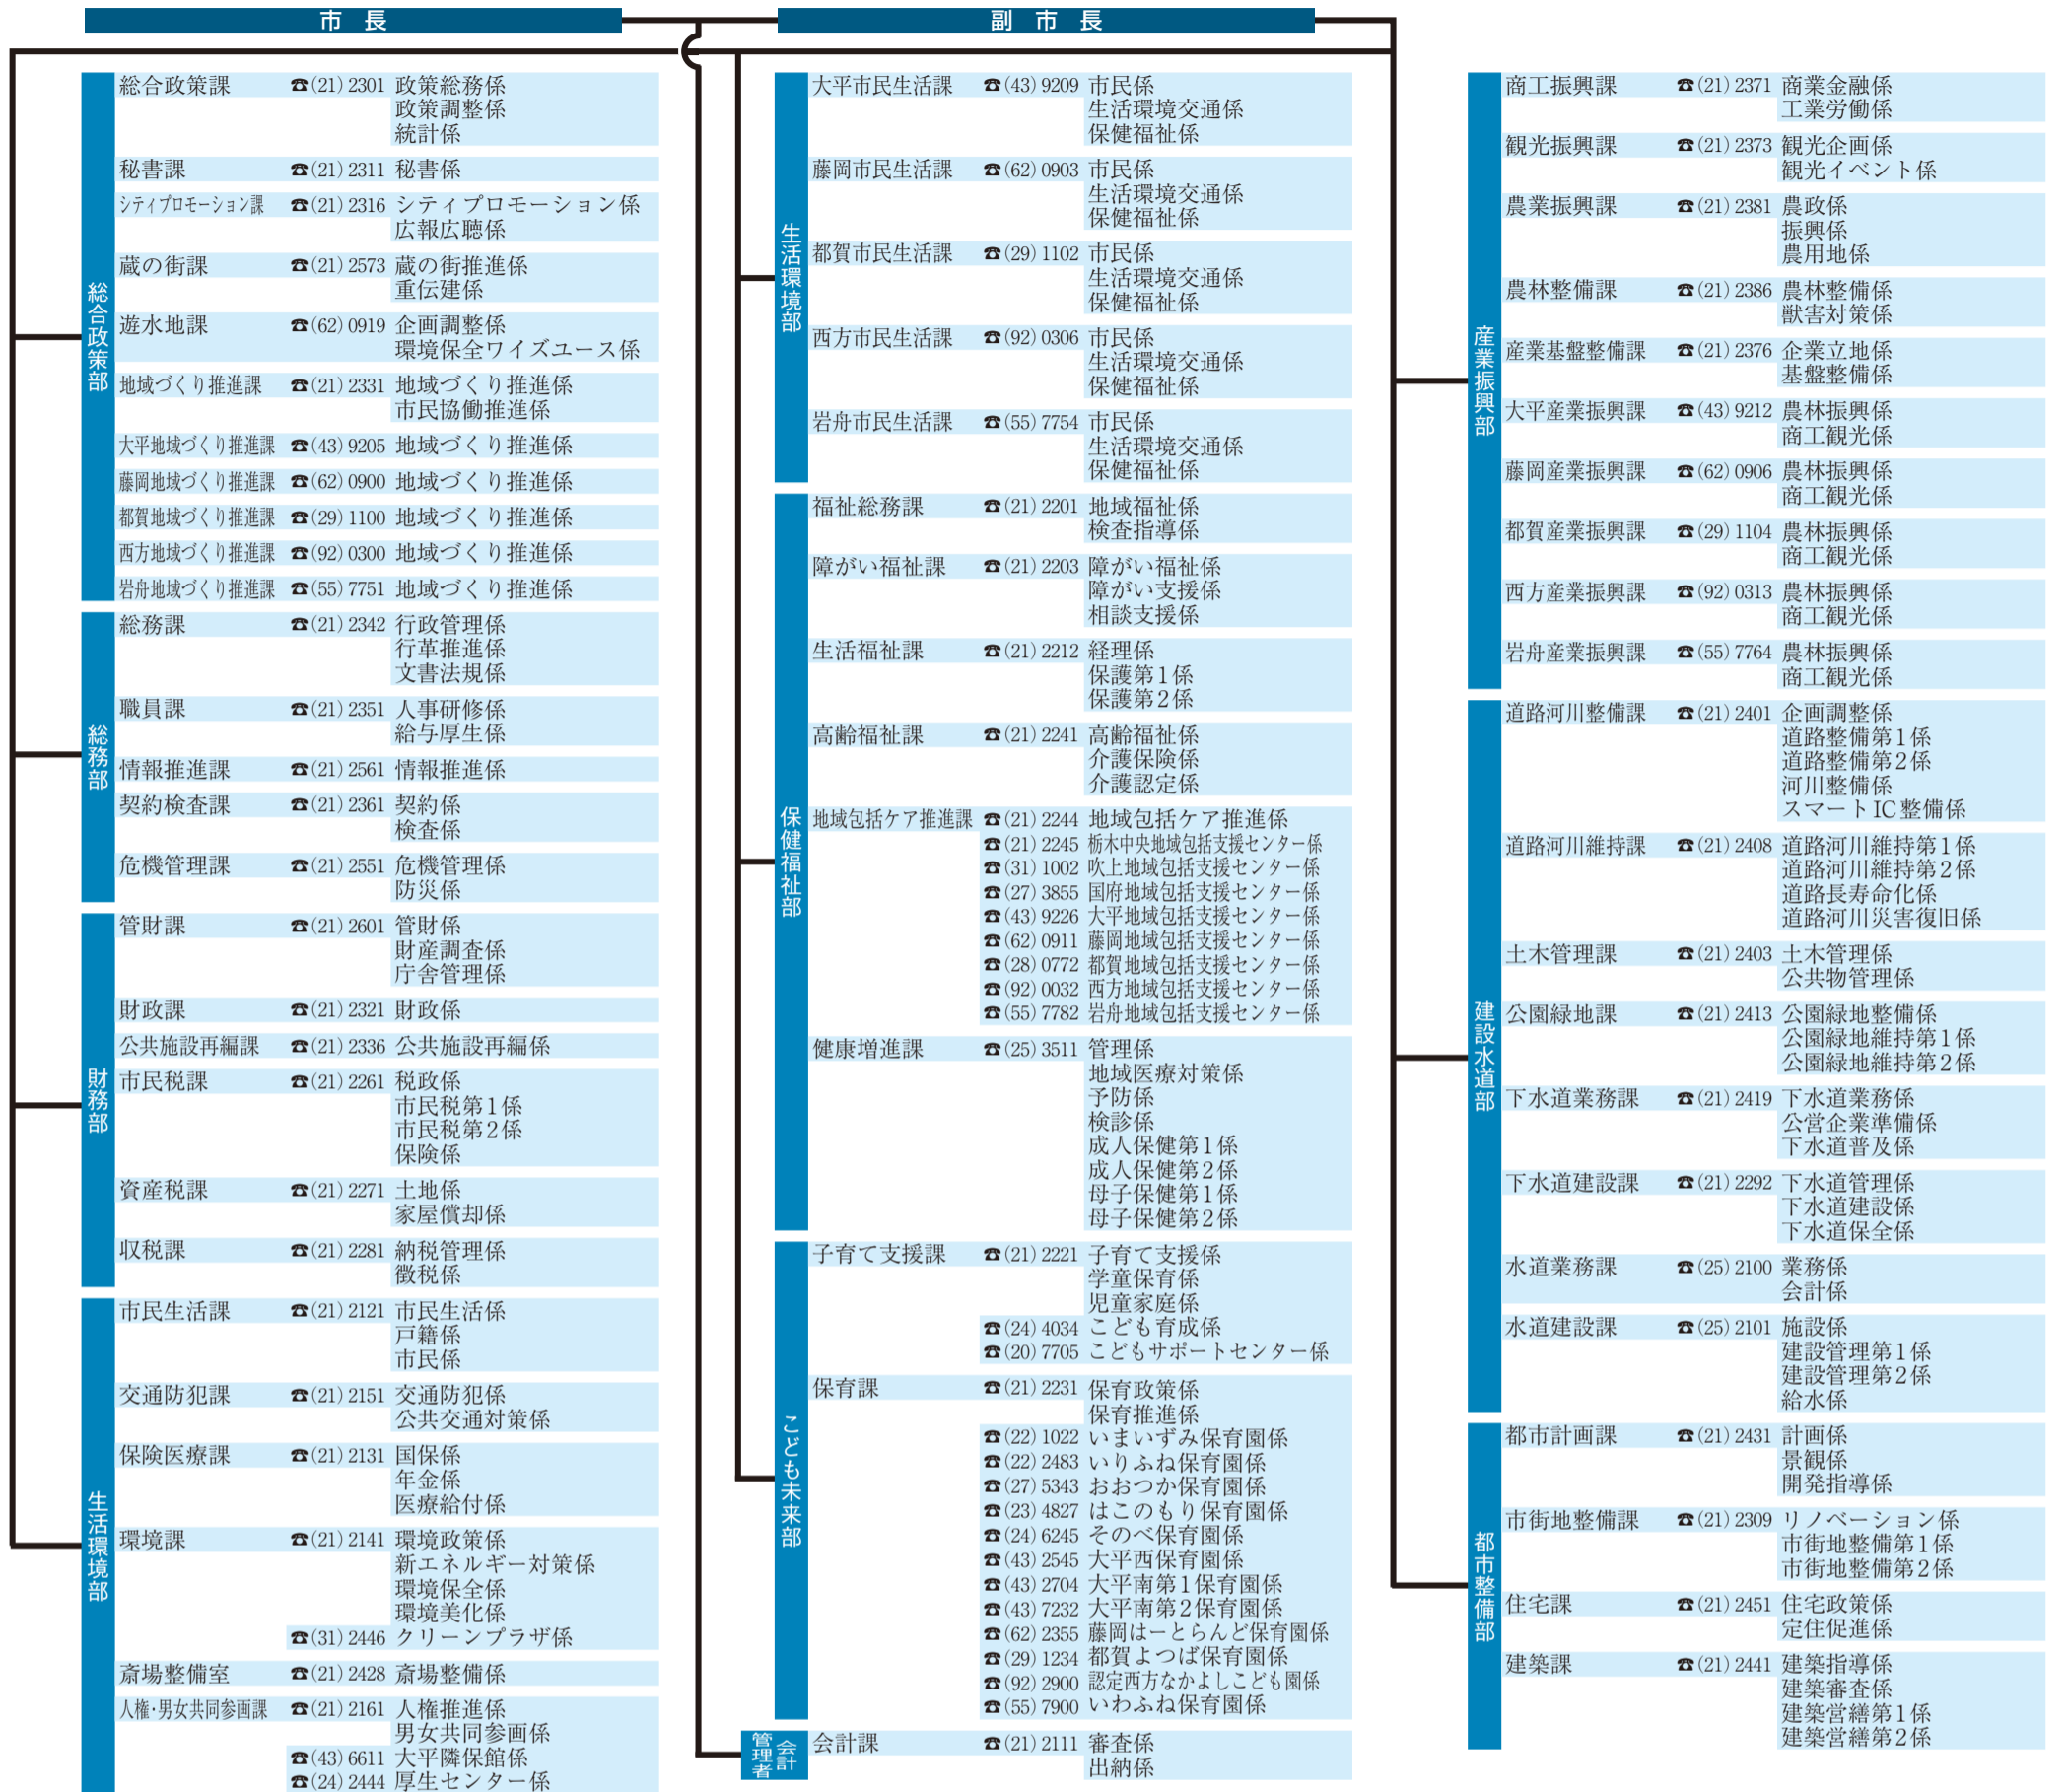 市長
副市長
総合政策部
総合政策課 ☎(21)2301 政策総務係
政策調整係
統計係
秘書課 ☎(21)2311 秘書係
シティプロモーション課 ☎(21)2316 シティプロモーション係
広報広聴係
蔵の街課 ☎(21)2573 蔵の街推進係
重伝建係
遊水地課 ☎(62)0919 企画調整係
環境保全ワイズユース係
地域づくり推進課 ☎(21)2331 地域づくり推進係
市民協働推進係
大平地域づくり推進課 ☎(43)9205 地域づくり推進係
藤岡地域づくり推進課 ☎(62)0900 地域づくり推進係
都賀地域づくり推進課 ☎(29)1100 地域づくり推進係
西方地域づくり推進課 ☎(92)0300 地域づくり推進係
岩舟地域づくり推進課 ☎(55)7751 地域づくり推進係
総務部
総務課 ☎(21)2342 行政管理係
行革推進係
文書法規係
職員課 ☎(21)2351 人事研修係
給与厚生係
情報推進課 ☎(21)2561 情報推進係
契約検査課 ☎(21)2361 契約係
検査係
危機管理課 ☎(21)2551 危機管理係
防災係
財務部
管財課 ☎(21)2601 管財係
財産調査係
庁舎管理係
財政課 ☎(21)2321 財政係
公共施設再編課 ☎(21)2336 公共施設再編係
市民税課 ☎(21)2261 税政係
市民税第1係
市民税第2係
保険係
資産税課 ☎(21)2271 土地係
家屋償却係
収税課 ☎(21)2281 納税管理係
徴税係
生活環境部
市民生活課 ☎(21)2121 市民生活係
戸籍係
市民係
交通防犯課 ☎(21)2151 交通防犯係
公共交通対策係
保険医療課 ☎(21)2131 国保係
年金係
医療給付係
環境課 ☎(21)2141 環境政策係
新エネルギー対策係
環境保全係
環境美化係
☎(31)2446 クリーンプラザ係
斎場整備室 ☎(21)2428 斎場整備係
人権・男女共同参画課 ☎(21)2161 人権推進係
男女共同参画係
☎(43)6611 大平隣保館係
☎(24)2444 厚生センター係
生活環境部
大平市民生活課 ☎(43)9209 市民係
生活環境交通係
保健福祉係
藤岡市民生活課 ☎(62)0903 市民係
生活環境交通係
保健福祉係
都賀市民生活課 ☎(29)1102 市民係
生活環境交通係
保健福祉係
西方市民生活課 ☎(92)0306 市民係
生活環境交通係
保健福祉係
岩舟市民生活課 ☎(55)7754 市民係
生活環境交通係
保健福祉係
保健福祉部
福祉総務課 ☎(21)2201 地域福祉係
検査指導係
障がい福祉課 ☎(21)2203 障がい福祉係
障がい支援係
相談支援係
生活福祉課 ☎(21)2212 経理係
保護第1係
保護第2係
高齢福祉課 ☎(21)2241 高齢福祉係
介護保険係
介護認定係
地域包括ケア推進課 ☎(21)2244 地域包括ケア推進係
☎(21)2245 栃木中央地域包括支援センター係
☎(31)1002 吹上地域包括支援センター係
☎(27)3855 国府地域包括支援センター係
☎(43)9226 大平地域包括支援センター係
☎(62)0911 藤岡地域包括支援センター係
☎(28)0772 都賀地域包括支援センター係
☎(92)0032 西方地域包括支援センター係
☎(55)7782 岩舟地域包括支援センター係
健康増進課 ☎(25)3511 管理係
地域医療対策係
予防係
検診係
成人保健第1係
成人保健第2係
母子保健第1係
母子保健第2係
こども未来部
子育て支援課 ☎(21)2221 子育て支援係
学童保育係
児童家庭係
☎(24)4034 こども育成係
☎(20)7705 こどもサポートセンター係
保育課 ☎(21)2231 保育政策係
保育推進係
☎(22)1022 いまいずみ保育園係
☎(22)2483 いりふね保育園係
☎(27)5343 おおつか保育園係
☎(23)4827 はこのもり保育園係
☎(24)6245 そのべ保育園係
☎(43)2545 大平西保育園係
☎(43)2704 大平南第1保育園係
☎(43)7232 大平南第2保育園係
☎(62)2355 藤岡はーとらんど保育園係
☎(29)1234 都賀よつば保育園係
☎(92)2900 認定西方なかよしこども園係
☎(55)7900 いわふね保育園係
会計管理者
会計課 ☎(21)2111 審査係
出納係
産業振興部
商工振興課 ☎(21)2371 商業金融係
工業労働係
観光振興課 ☎(21)2373 観光企画係
観光イベント係
農業振興課 ☎(21)2381 農政係
振興係
農用地係
農林整備課 ☎(21)2386 農林整備係
獣害対策係
産業基盤整備課 ☎(21)2376 企業立地係
基盤整備係
大平産業振興課 ☎(43)9212 農林振興係
商工観光係
藤岡産業振興課 ☎(62)0906 農林振興係
商工観光係
都賀産業振興課 ☎(29)1104 農林振興係
商工観光係
西方産業振興課 ☎(92)0313 農林振興係
商工観光係
岩舟産業振興課 ☎(55)7764 農林振興係
商工観光係
建設水道部
道路河川整備課 ☎(21)2401 企画調整係
道路整備第1係
道路整備第2係
河川整備係
スマートIC整備係
道路河川維持課 ☎(21)2408 道路河川維持第1係
道路河川維持第2係
道路長寿命化係
道路河川災害復旧係
土木管理課 ☎(21)2403 土木管理係
公共物管理係
公園緑地課 ☎(21)2413 公園緑地整備係
公園緑地維持第1係
公園緑地維持第2係
下水道業務課 ☎(21)2419 下水道業務係
公営企業準備係
下水道普及係
下水道建設課 ☎(21)2292 下水道管理係
下水道建設係
下水道保全係
水道業務課 ☎(25)2100 業務係
会計係
水道建設課 ☎(25)2101 施設係
建設管理第1係
建設管理第2係
給水係
都市整備部
都市計画課 ☎(21)2431 計画係
景観係
開発指導係
市街地整備課 ☎(21)2309 リノベーション係
市街地整備第1係
市街地整備第2係
住宅課 ☎(21)2451 住宅政策係
定住促進係
建築課 ☎(21)2441 建築指導係
建築審査係
建築営繕第1係
建築営繕第2係